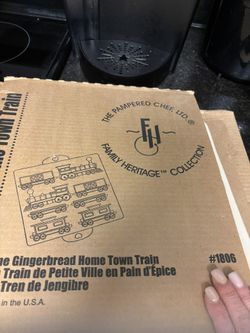 Town Train
THE PAMPERED CHEF, LTD.®
FH
FAMILY HERITAGE™ COLLECTION
Gingerbread Home Town Train
#1806
Train de Petite Ville en Pain d'Épice
Tren de Jengibre
in the U.S.A.